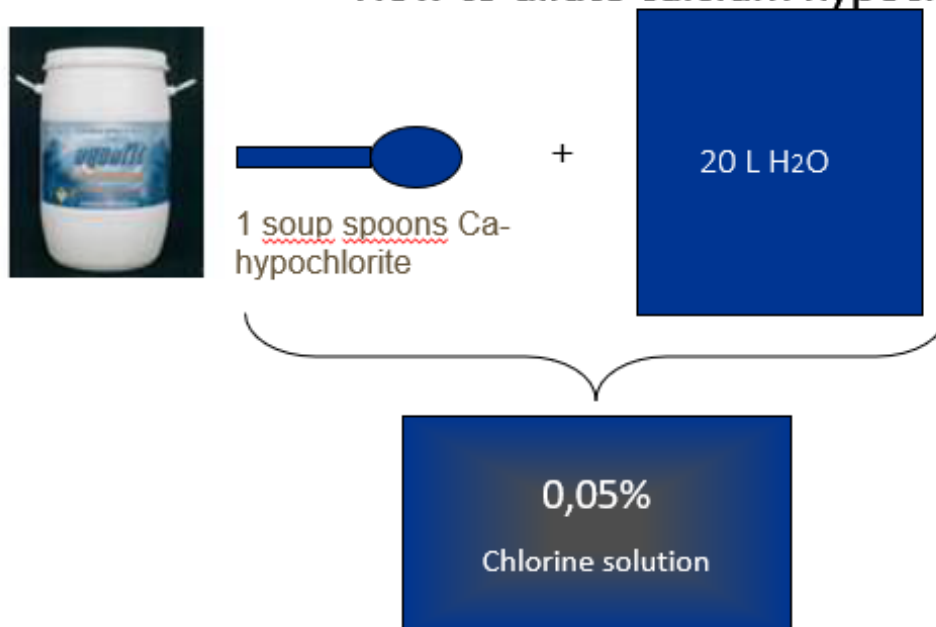 20 L H2O
+
1 soup spoons Ca-
hypochlorite
0,05%
Chlorine solution